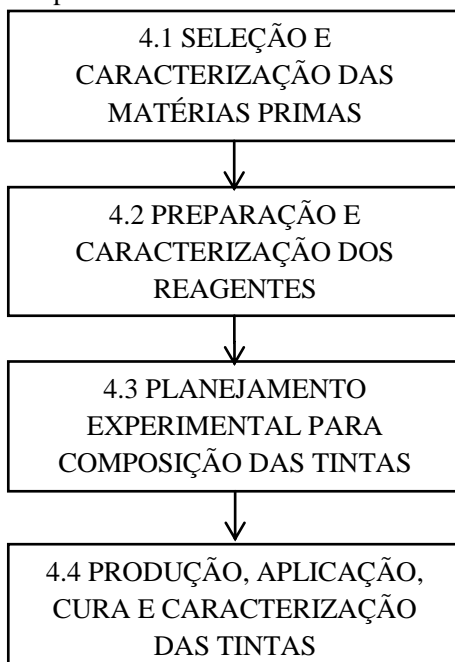 4.1 SELEÇÃO E
CARACTERIZAÇÃO DAS
MATÉRIAS PRIMAS
4.2 PREPARAÇÃO E
CARACTERIZAÇÃO DOS
REAGENTES
4.3 PLANEJAMENTO
EXPERIMENTAL PARA
COMPOSIÇÃO DAS TINTAS
4.4 PRODUÇÃO, APLICAÇÃO,
CURA E CARACTERIZAÇÃO
DAS TINTAS